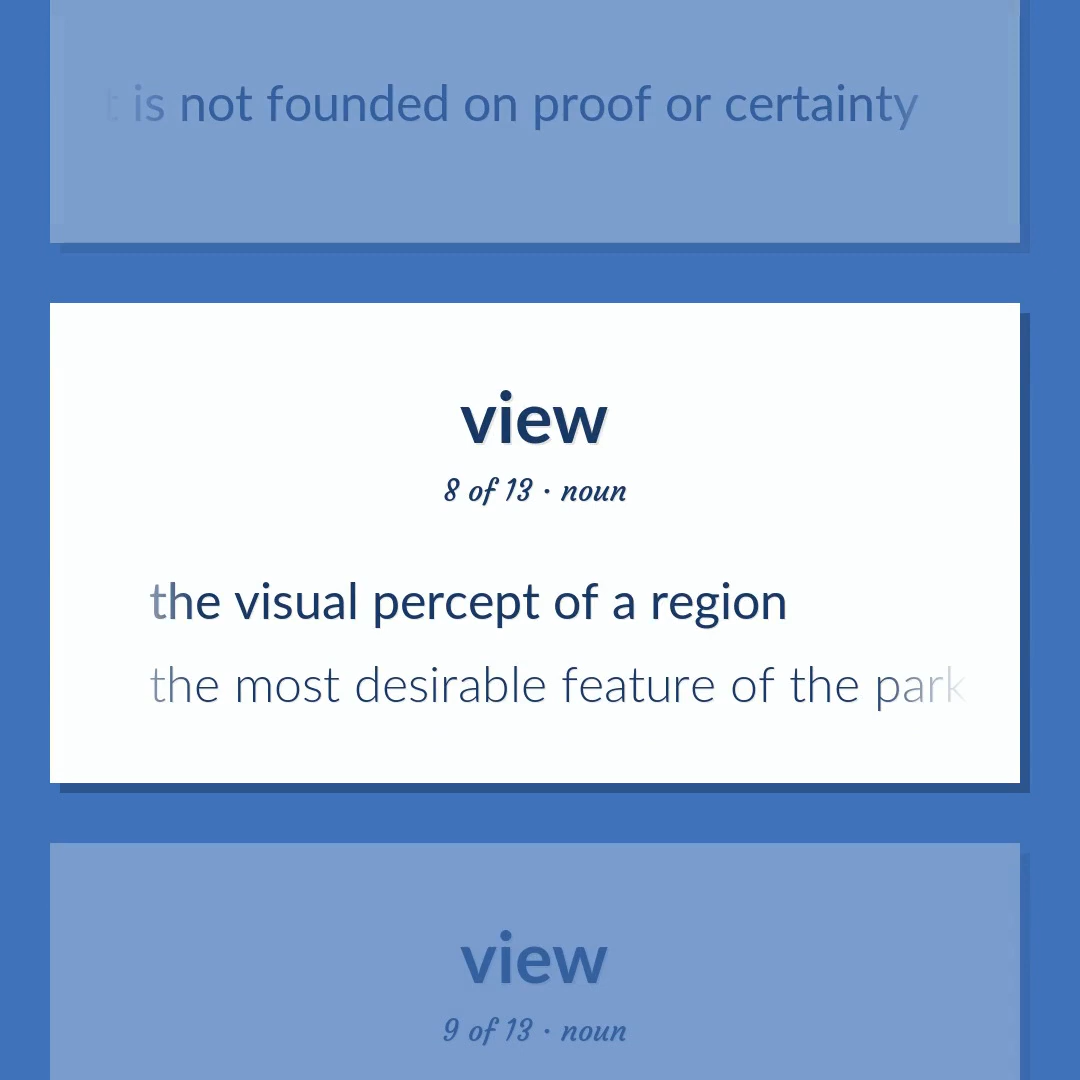 t is not founded on proof or certainty
view
8 of 13 · noun
the visual percept of a region
the most desirable feature of the park
view
9 of 13 · noun